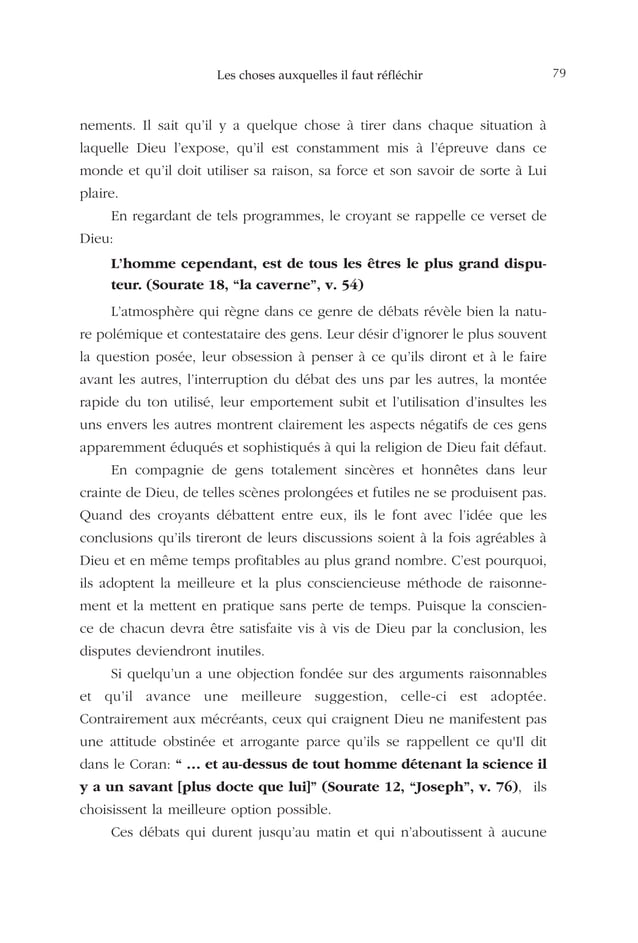 Les choses auxquelles il faut réfléchir 79
nements. Il sait qu’il y a quelque chose à tirer dans chaque situation à
laquelle Dieu l’expose, qu’il est constamment mis à l’épreuve dans ce
monde et qu’il doit utiliser sa raison, sa force et son savoir de sorte à Lui
plaire.
En regardant de tels programmes, le croyant se rappelle ce verset de
Dieu:
L’homme cependant, est de tous les êtres le plus grand dispu-
teur. (Sourate 18, “la caverne”, v. 54)
L’atmosphère qui règne dans ce genre de débats révèle bien la natu-
re polémique et contestataire des gens. Leur désir d’ignorer le plus souvent
la question posée, leur obsession à penser à ce qu’ils diront et à le faire
avant les autres, l’interruption du débat des uns par les autres, la montée
rapide du ton utilisé, leur emportement subit et l’utilisation d’insultes les
uns envers les autres montrent clairement les aspects négatifs de ces gens
apparemment éduqués et sophistiqués à qui la religion de Dieu fait défaut.
En compagnie de gens totalement sincères et honnêtes dans leur
crainte de Dieu, de telles scènes prolongées et futiles ne se produisent pas.
Quand des croyants débattent entre eux, ils le font avec l’idée que les
conclusions qu’ils tireront de leurs discussions soient à la fois agréables à
Dieu et en même temps profitables au plus grand nombre. C’est pourquoi,
ils adoptent la meilleure et la plus consciencieuse méthode de raisonne-
ment et la mettent en pratique sans perte de temps. Puisque la conscien-
ce de chacun devra être satisfaite vis à vis de Dieu par la conclusion, les
disputes deviendront inutiles.
Si quelqu’un a une objection fondée sur des arguments raisonnables
et qu’il avance une meilleure suggestion, celle-ci est adoptée.
Contrairement aux mécréants, ceux qui craignent Dieu ne manifestent pas
une attitude obstinée et arrogante parce qu’ils se rappellent ce qu'Il dit
dans le Coran: “ … et au-dessus de tout homme détenant la science il
y a un savant [plus docte que lui]” (Sourate 12, “Joseph”, v. 76), ils
choisissent la meilleure option possible.
Ces débats qui durent jusqu’au matin et qui n’aboutissent à aucune